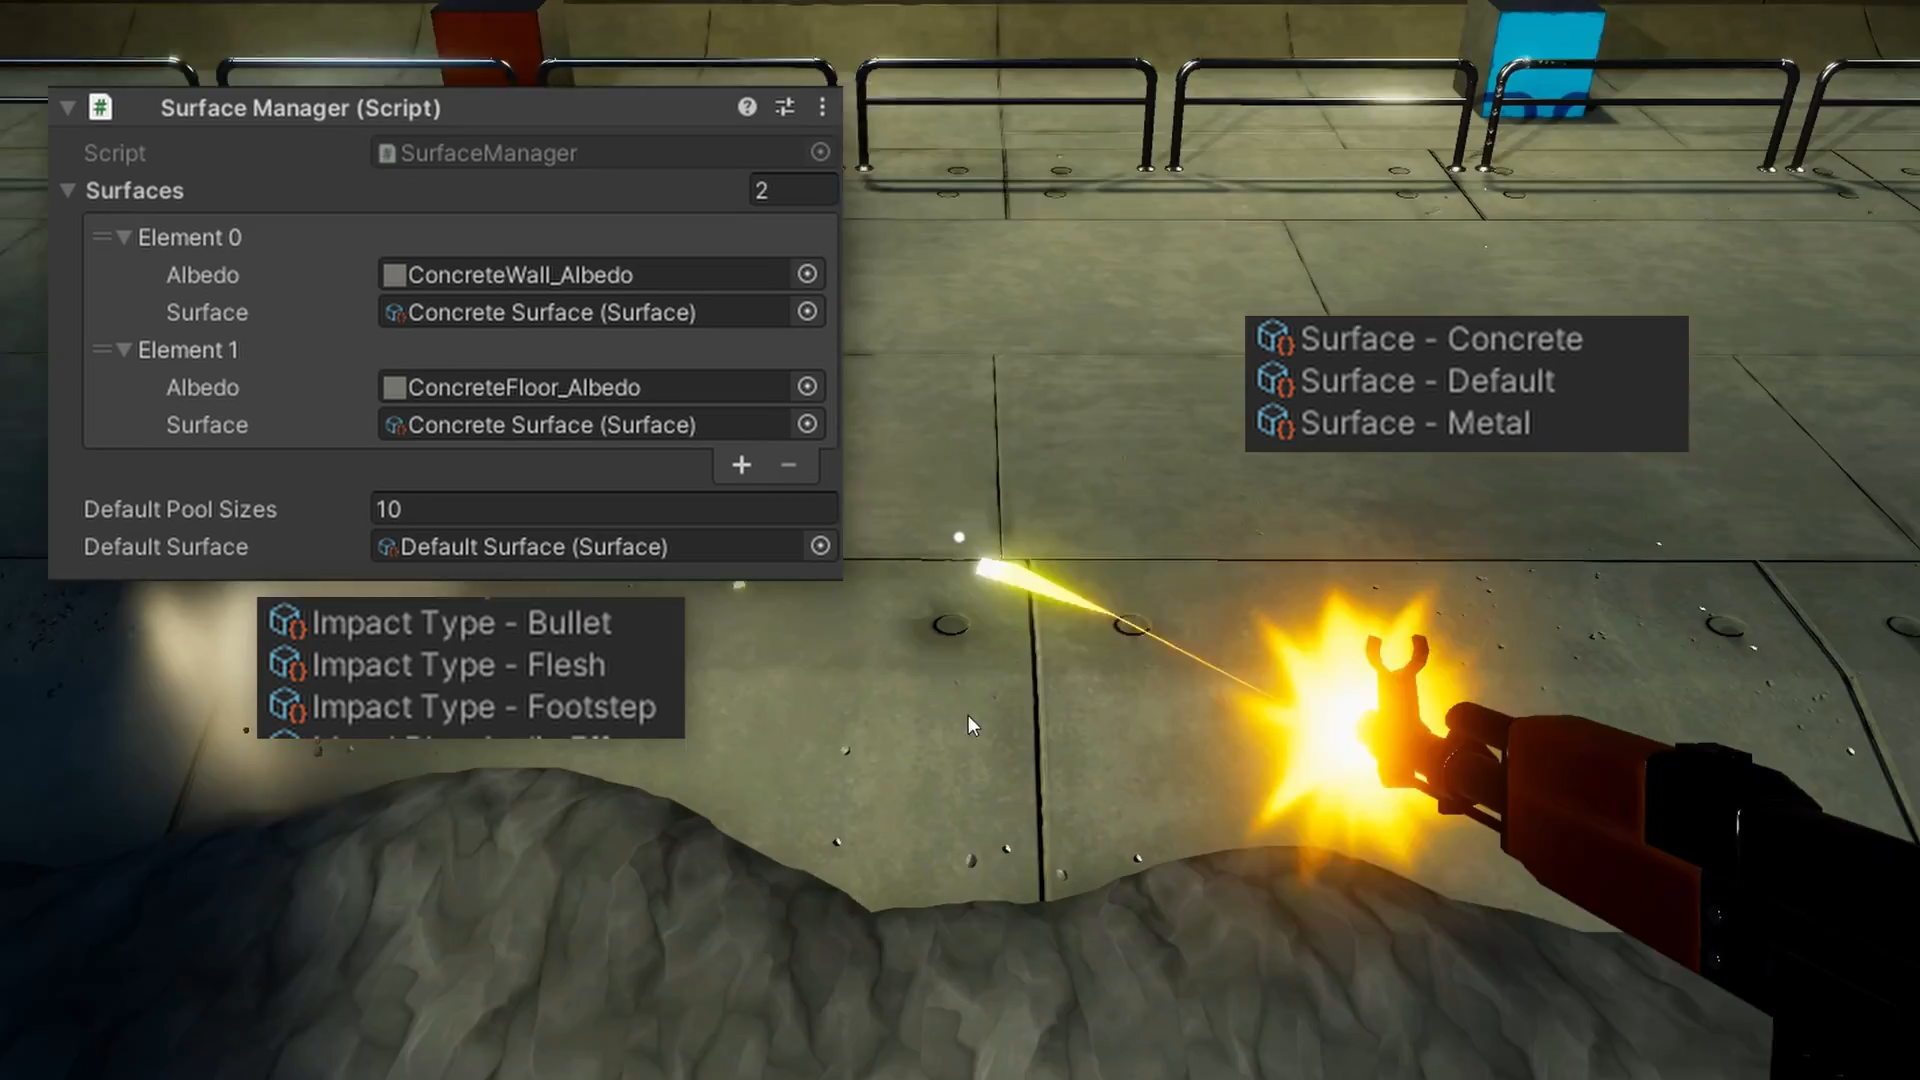 Surface Manager (Script)
Script
SurfaceManager
Surfaces
2
Element 0
Albedo
ConcreteWall_Albedo
Surface
Concrete Surface (Surface)
Element 1
Albedo
ConcreteFloor_Albedo
Surface
Concrete Surface (Surface)
Default Pool Sizes
10
Default Surface
Default Surface (Surface)
Surface - Concrete
Surface - Default
Surface - Metal
Impact Type - Bullet
Impact Type - Flesh
Impact Type - Footstep